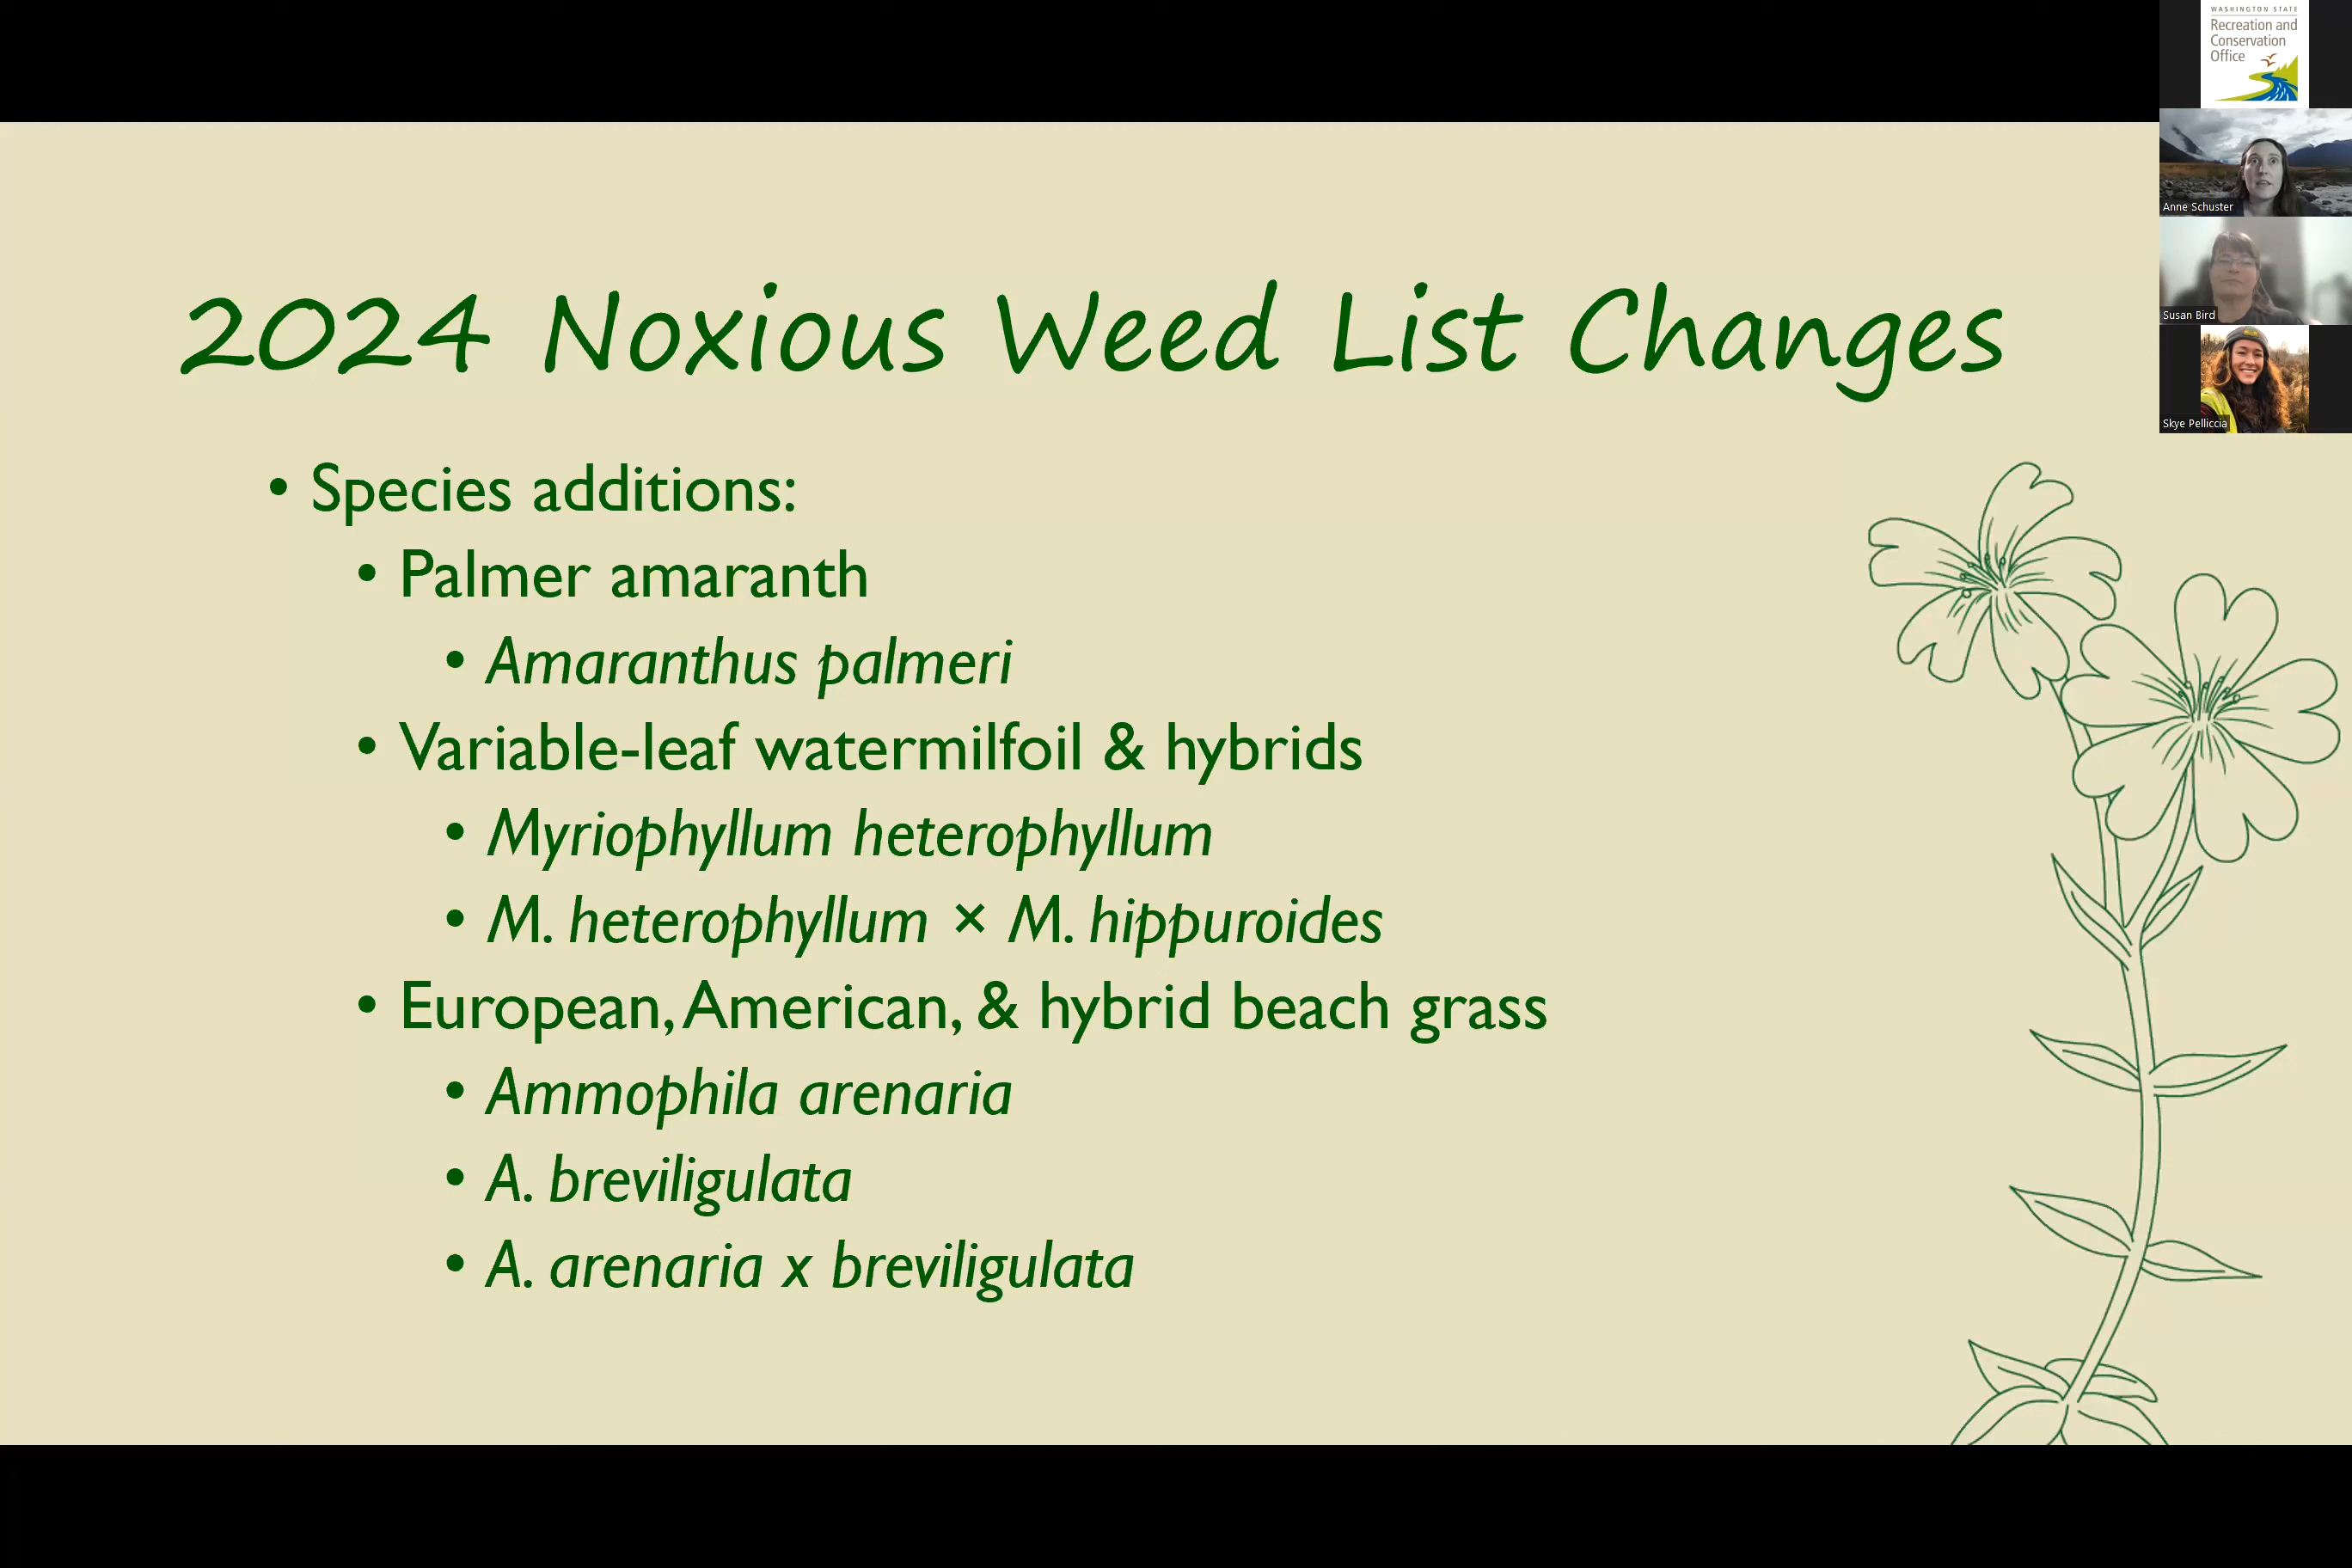 WASHINGTON STATE
Recreation and
Conservation
Office
Anne Schuster
Susan Bird
Skye Pelliccia
2024 Noxious Weed List Changes
• Species additions:
• Palmer amaranth
• Amaranthus palmeri
• Variable-leaf watermilfoil & hybrids
• Myriophyllum heterophyllum
• M. heterophyllum × M. hippuroides
• European, American, & hybrid beach grass
• Ammophila arenaria
• A. breviligulata
• A. arenaria x breviligulata